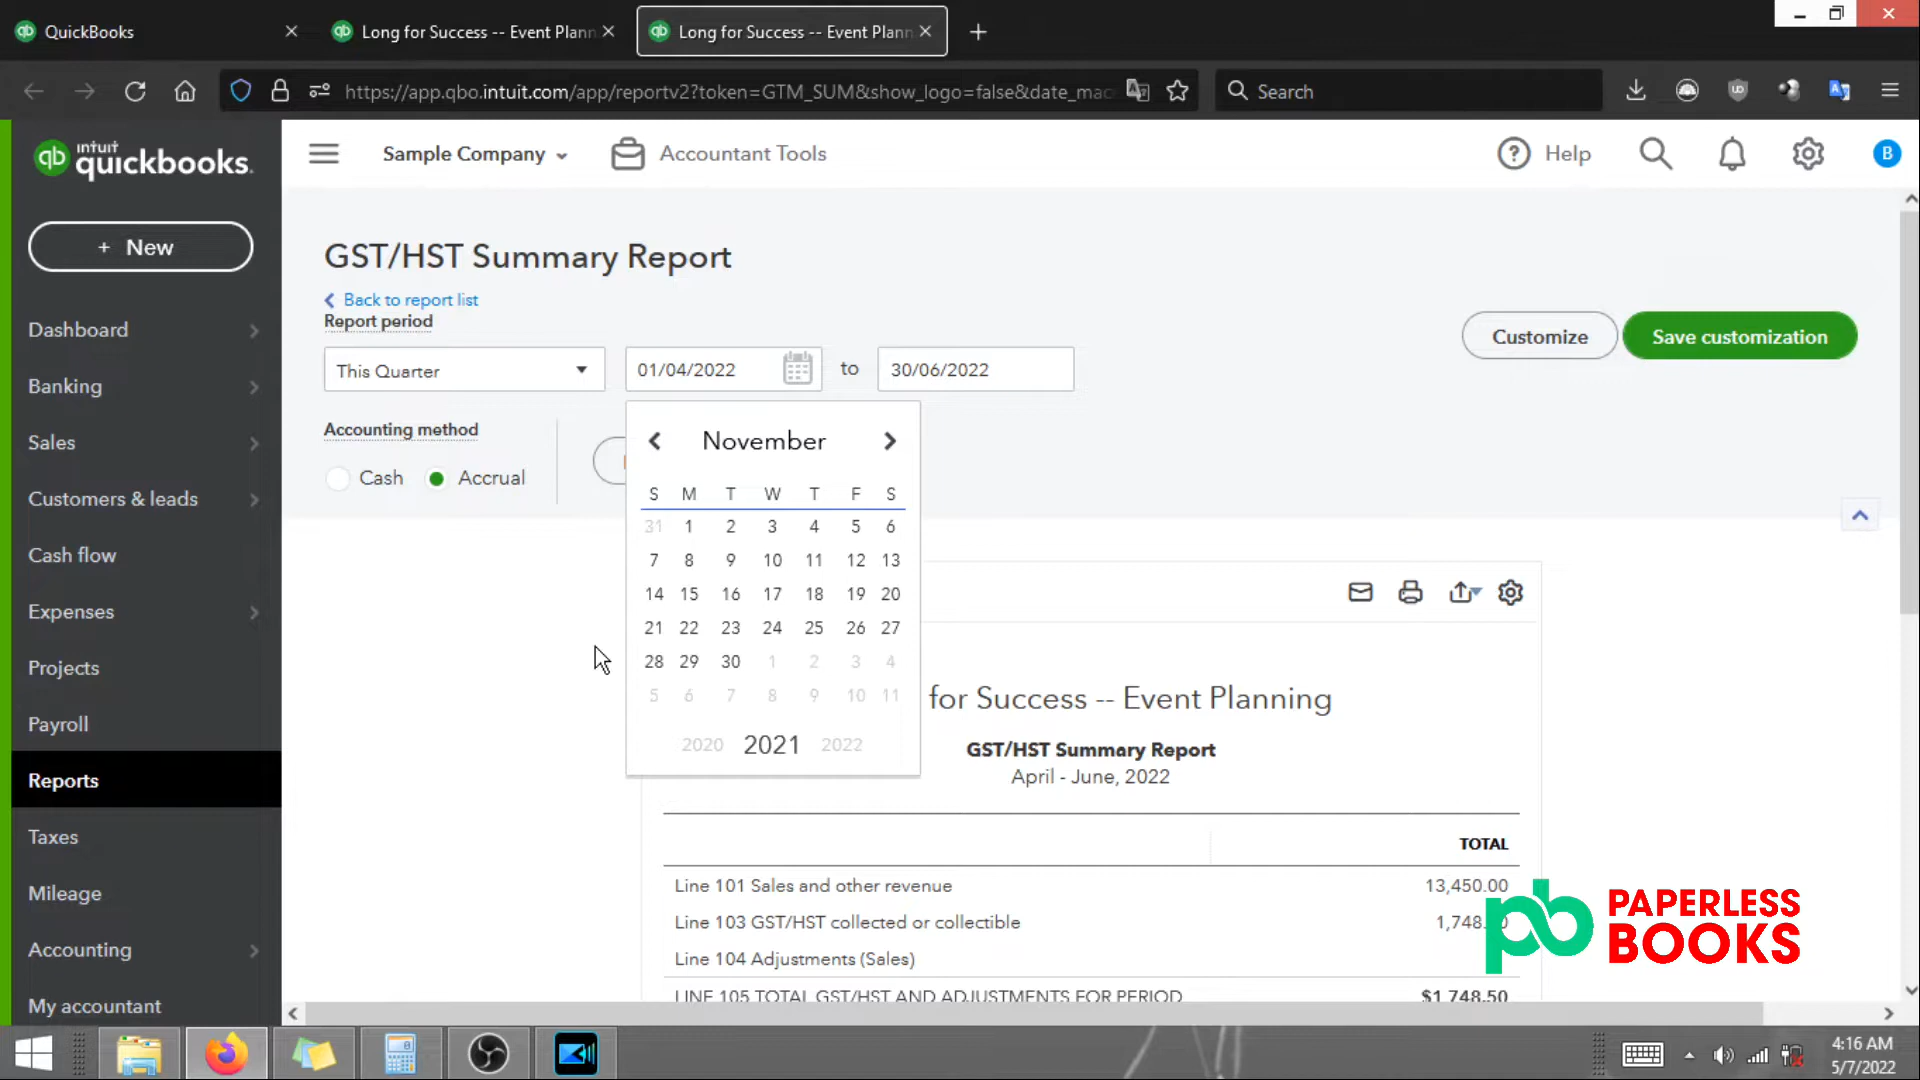 QuickBooks
Long for Success -- Event Plann
Long for Success -- Event Plann
https://app.qbo.intuit.com/app/reportv2?token=GTM_SUM&show_logo=false&date_mac
Search
intuit
quickbooks.
Sample Company
Accountant Tools
Help
B
+ New
Dashboard
Banking
Sales
Customers & leads
Cash flow
Expenses
Projects
Payroll
Reports
Taxes
Mileage
Accounting
My accountant
GST/HST Summary Report
Back to report list
Report period
This Quarter
01/04/2022
to
30/06/2022
Customize
Save customization
Accounting method
Cash
Accrual
November
S M T W T F S
31 1 2 3 4 5 6
7 8 9 10 11 12 13
14 15 16 17 18 19 20
21 22 23 24 25 26 27
28 29 30 1 2 3 4
5 6 7 8 9 10 11
2020 2021 2022
for Success -- Event Planning
GST/HST Summary Report
April - June, 2022
TOTAL
Line 101 Sales and other revenue 13,450.00
Line 103 GST/HST collected or collectible 1,748.
Line 104 Adjustments (Sales)
LINE 105 TOTAL GST/HST AND ADJUSTMENTS FOR PERIOD $1,748.50
pb PAPERLESS
BOOKS
4:16 AM
5/7/2022